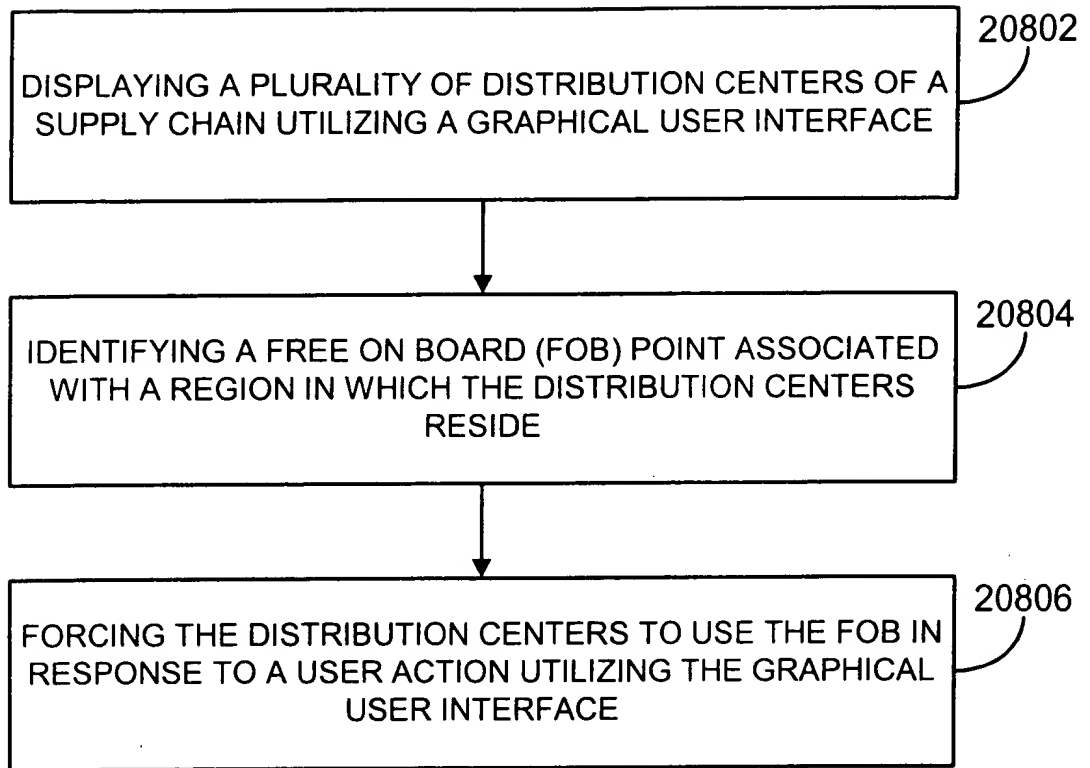 20802
DISPLAYING A PLURALITY OF DISTRIBUTION CENTERS OF A
SUPPLY CHAIN UTILIZING A GRAPHICAL USER INTERFACE
20804
IDENTIFYING A FREE ON BOARD (FOB) POINT ASSOCIATED
WITH A REGION IN WHICH THE DISTRIBUTION CENTERS
RESIDE
20806
FORCING THE DISTRIBUTION CENTERS TO USE THE FOB IN
RESPONSE TO A USER ACTION UTILIZING THE GRAPHICAL
USER INTERFACE